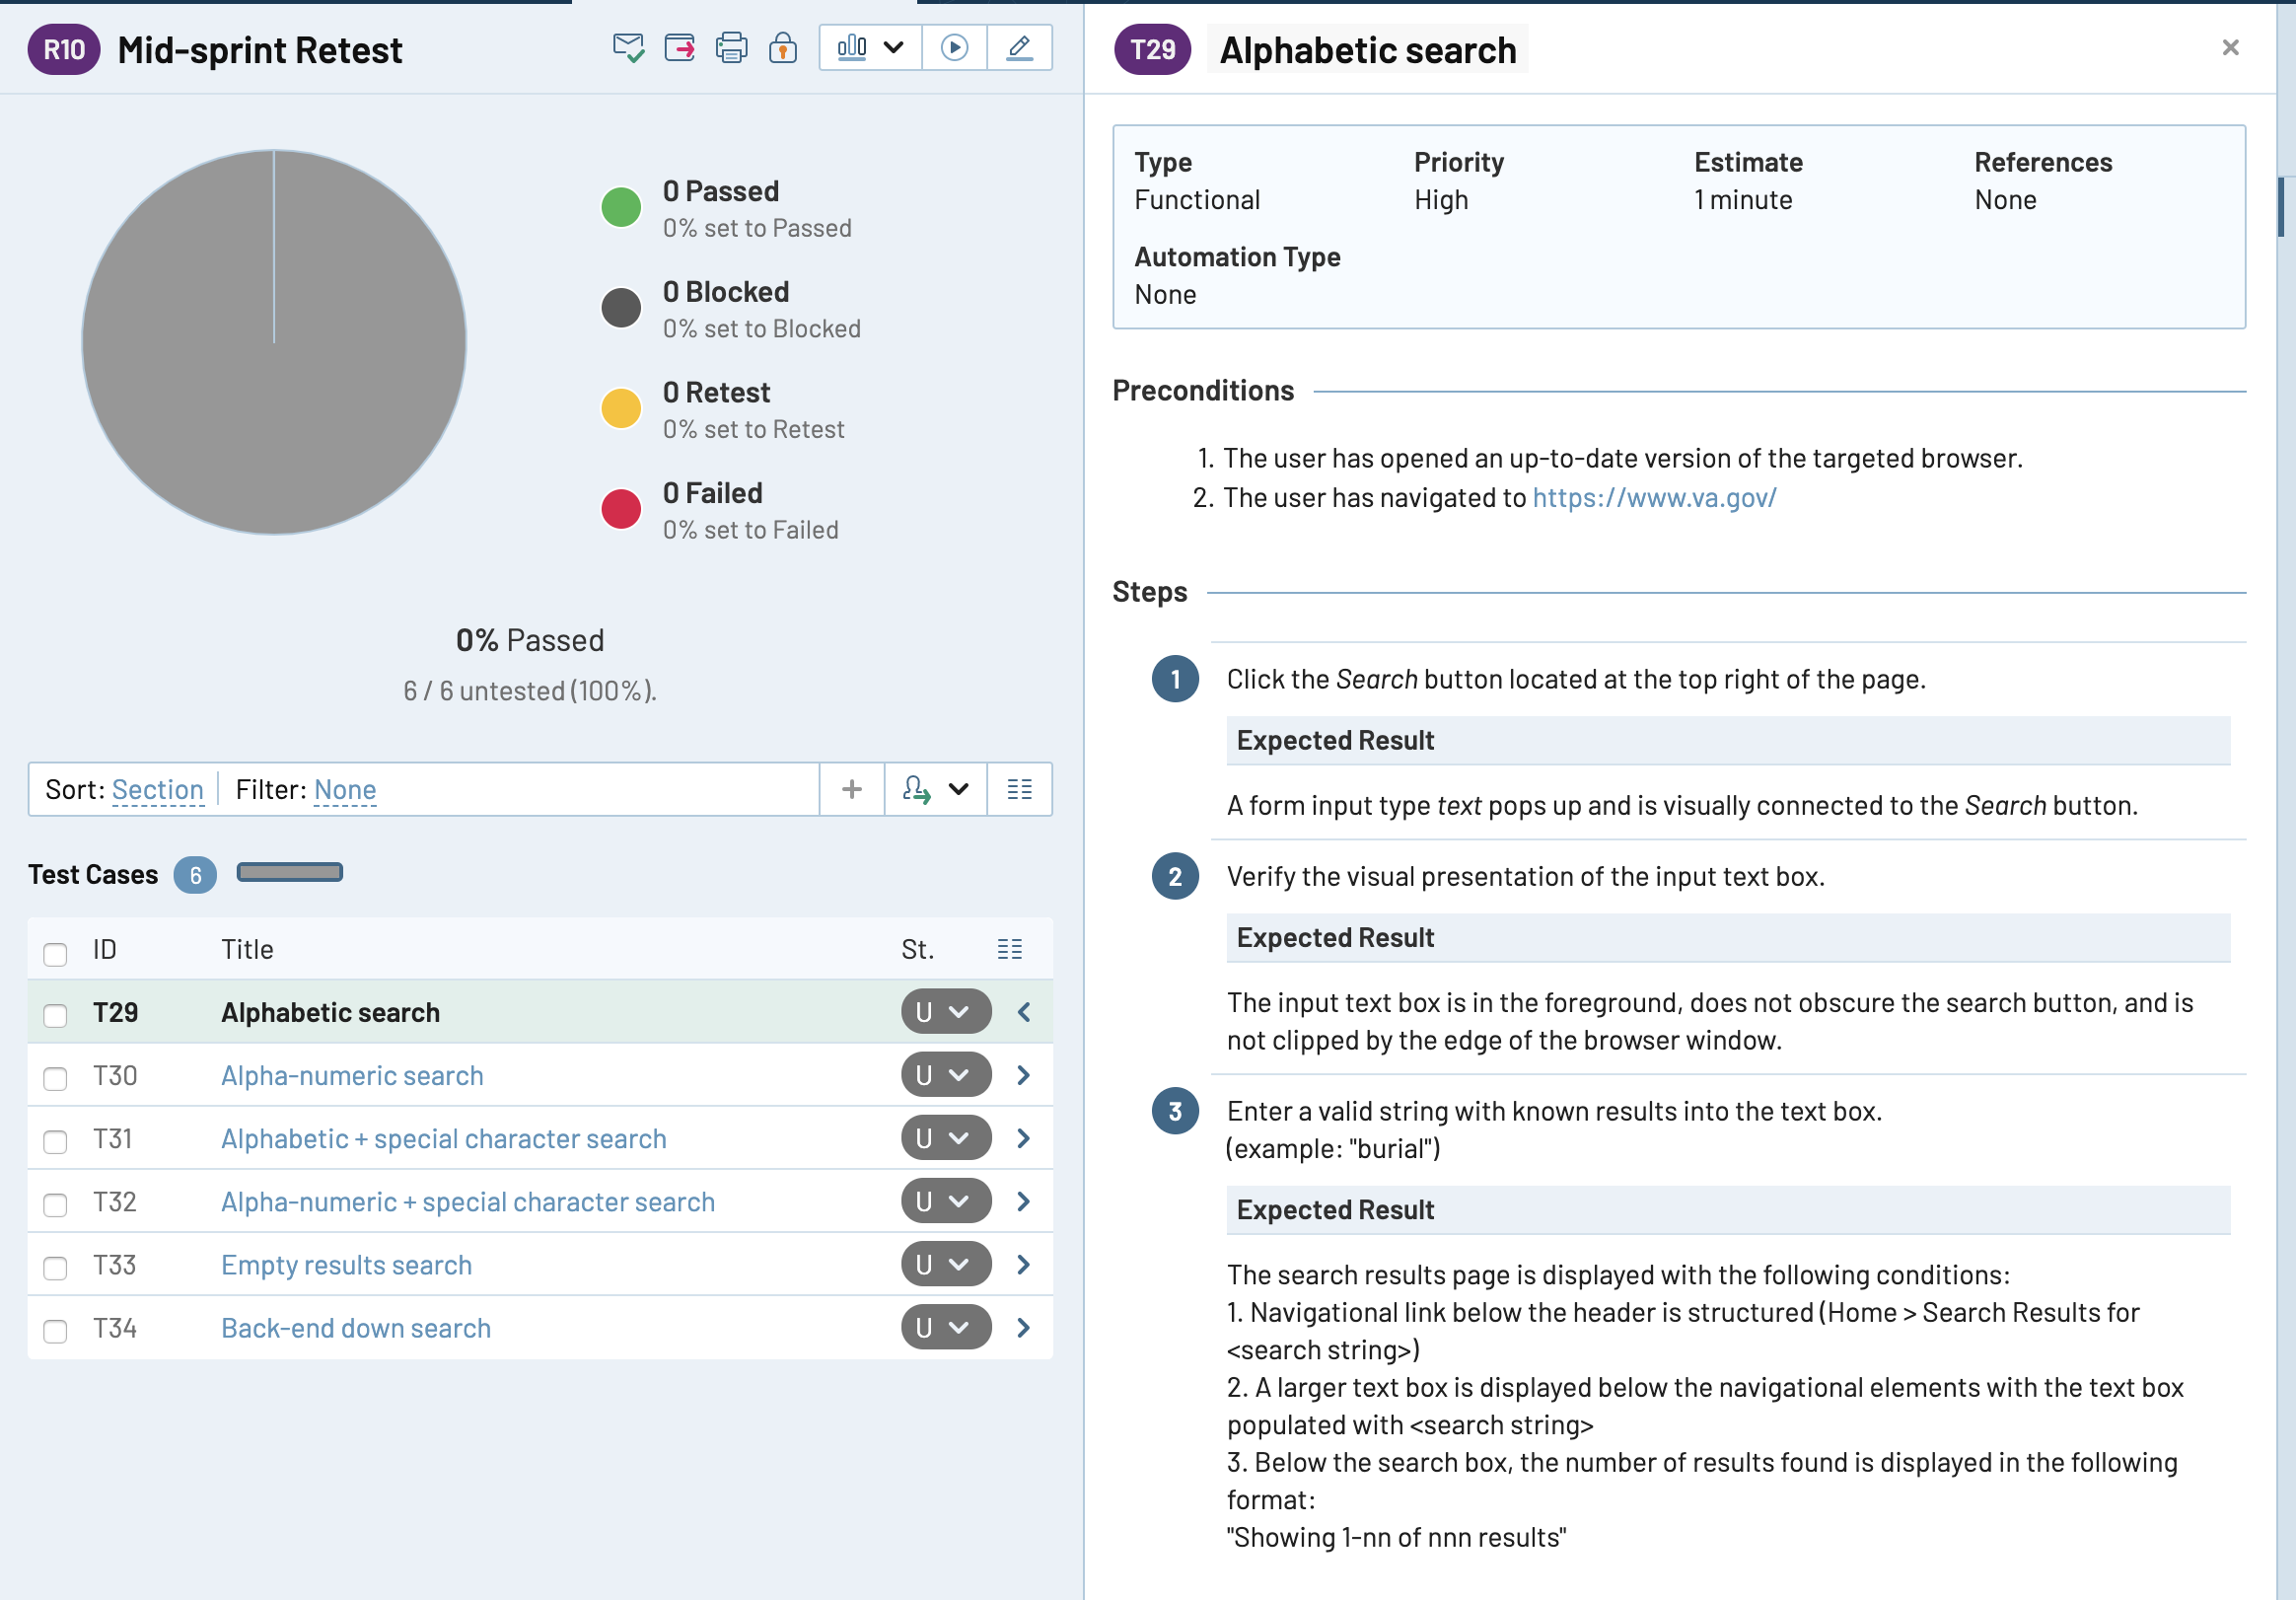 R10 Mid-sprint Retest
0 Passed
0% set to Passed
0 Blocked
0% set to Blocked
0 Retest
0% set to Retest
0 Failed
0% set to Failed
0% Passed
6 / 6 untested (100%).
Sort: Section Filter: None
Test Cases 6
ID Title St.
T29 Alphabetic search U
T30 Alpha-numeric search U
T31 Alphabetic + special character search U
T32 Alpha-numeric + special character search U
T33 Empty results search U
T34 Back-end down search U
T29 Alphabetic search
Type Priority Estimate References
Functional High 1 minute None
Automation Type
None
Preconditions
1. The user has opened an up-to-date version of the targeted browser.
2. The user has navigated to https://www.va.gov/
Steps
1 Click the Search button located at the top right of the page.
Expected Result
A form input type text pops up and is visually connected to the Search button.
2 Verify the visual presentation of the input text box.
Expected Result
The input text box is in the foreground, does not obscure the search button, and is
not clipped by the edge of the browser window.
3 Enter a valid string with known results into the text box.
(example: "burial")
Expected Result
The search results page is displayed with the following conditions:
1. Navigational link below the header is structured (Home > Search Results for
<search string>)
2. A larger text box is displayed below the navigational elements with the text box
populated with <search string>
3. Below the search box, the number of results found is displayed in the following
format:
"Showing 1-nn of nnn results"